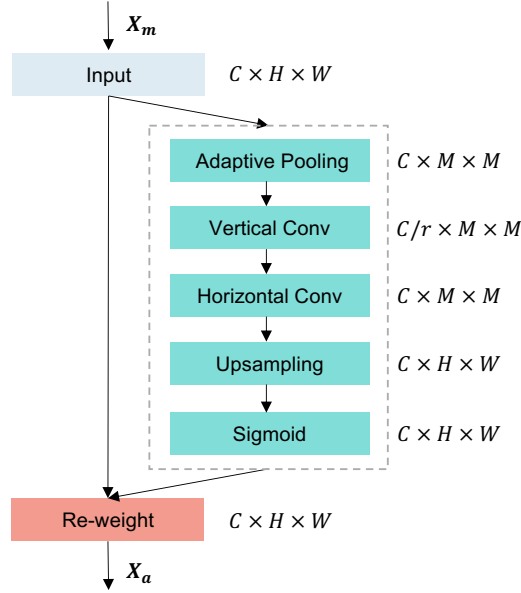 X_m
Input C × H × W
Adaptive Pooling C × M × M
Vertical Conv C/r × M × M
Horizontal Conv C × M × M
Upsampling C × H × W
Sigmoid C × H × W
Re-weight C × H × W
X_a